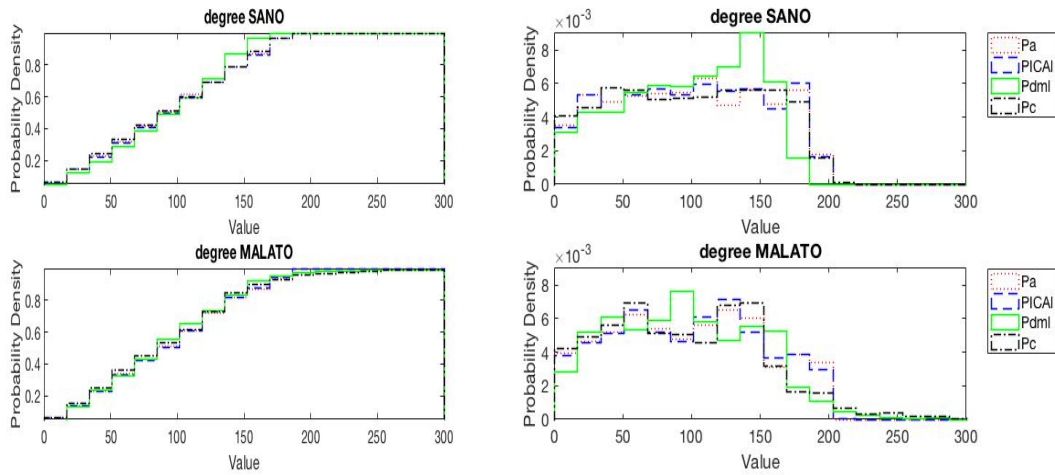 degree SANO
Probability Density
0.8
0.6
0.4
0.2
0 50 100 150 200 250 300
Value
degree SANO
×10⁻³
Probability Density
8
6
4
2
0
0 50 100 150 200 250 300
Value
Pa
PICAI
Pdml
Pc
degree MALATO
Probability Density
0.8
0.6
0.4
0.2
0 50 100 150 200 250 300
Value
degree MALATO
×10⁻³
Probability Density
8
6
4
2
0
0 50 100 150 200 250 300
Value
Pa
PICAI
Pdml
Pc